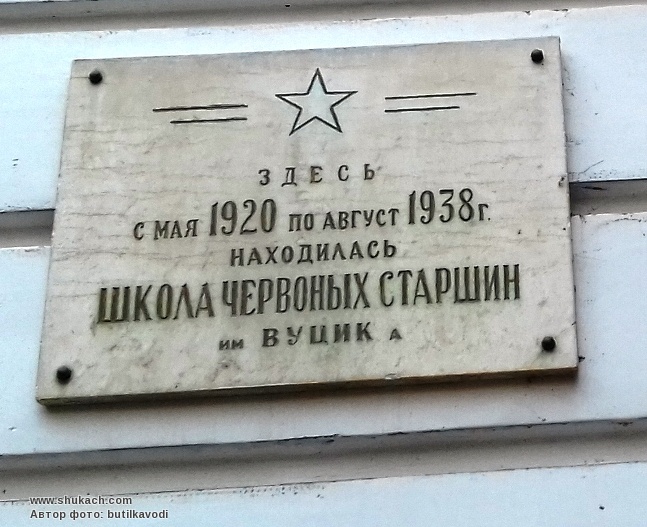 ЗДЕСЬ
С МАЯ 1920 ПО АВГУСТ 1938 г.
НАХОДИЛАСЬ
ШКОЛА ЧЕРВОНЫХ СТАРШИН
ИМ ВУЦИК А
www.shukach.com
Автор фото: butilkavodi